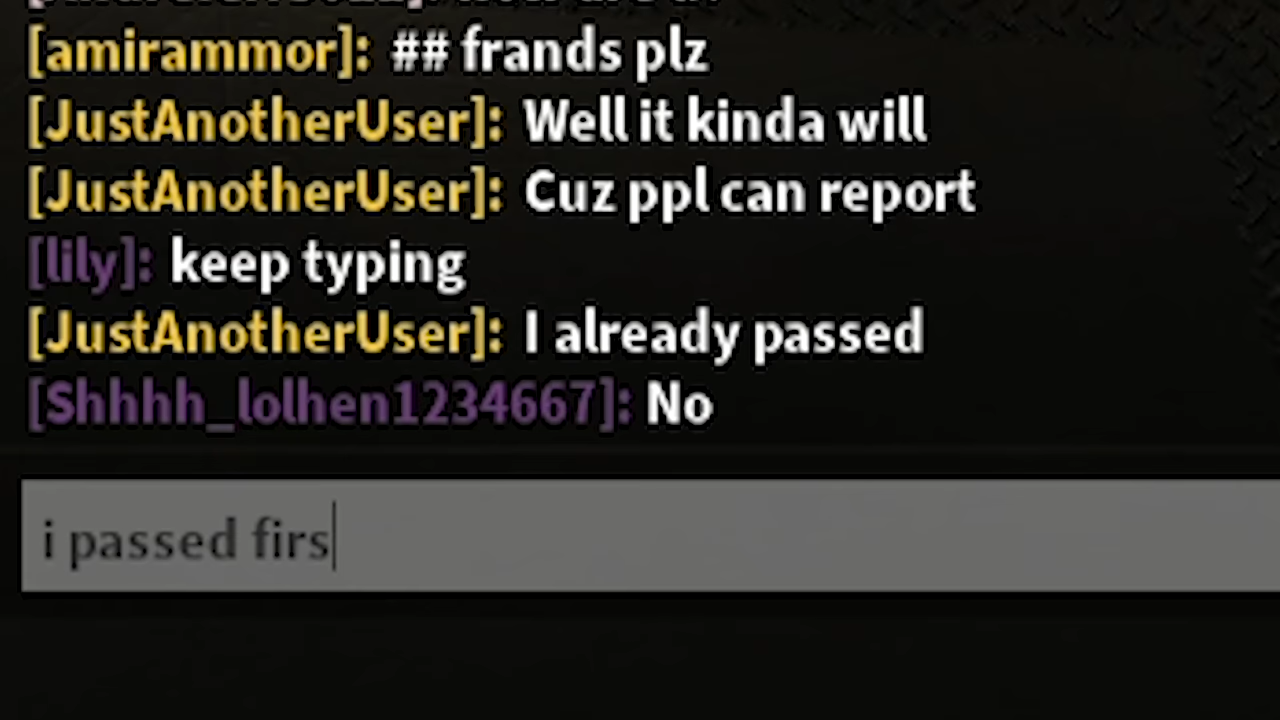 [amirammor]: ## frands plz
[JustAnotherUser]: Well it kinda will
[JustAnotherUser]: Cuz ppl can report
[lily]: keep typing
[JustAnotherUser]: I already passed
[Shhhh_lolhen1234667]: No
i passed firs